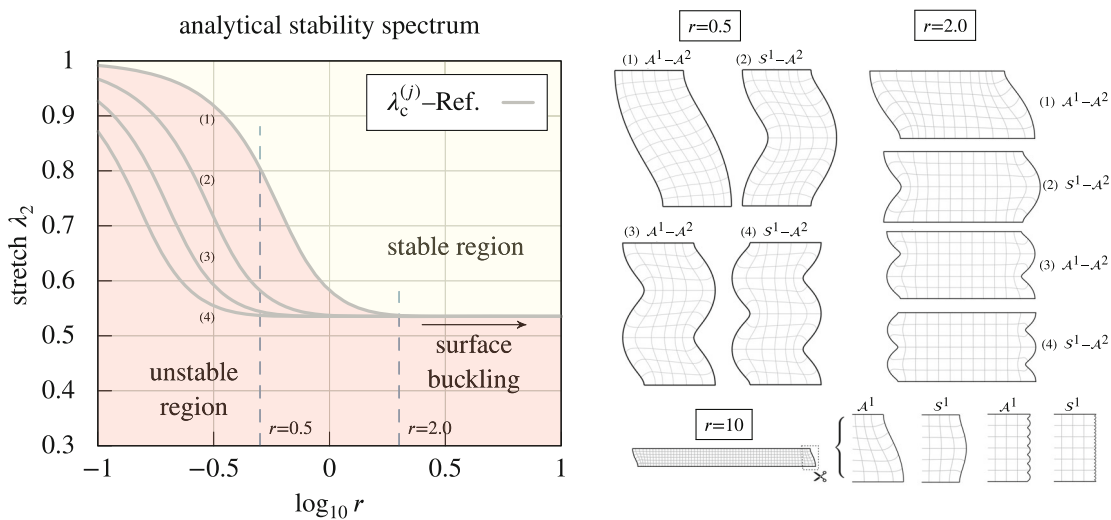 analytical stability spectrum
1
0.9
0.8
0.7
0.6
0.5
0.4
0.3
stretch λ₂
λ_c^(j)–Ref.
(1)
(2)
(3)
(4)
stable region
surface
buckling
unstable
region
r=0.5
r=2.0
−1
−0.5
0
0.5
1
log₁₀ r
r=0.5
(1) 𝒜¹–𝒜²
(2) 𝒮¹–𝒜²
(3) 𝒜¹–𝒜²
(4) 𝒮¹–𝒜²
r=2.0
(1) 𝒜¹–𝒜²
(2) 𝒮¹–𝒜²
(3) 𝒜¹–𝒜²
(4) 𝒮¹–𝒜²
r=10
𝒜¹
𝒮¹
𝒜¹
𝒮¹